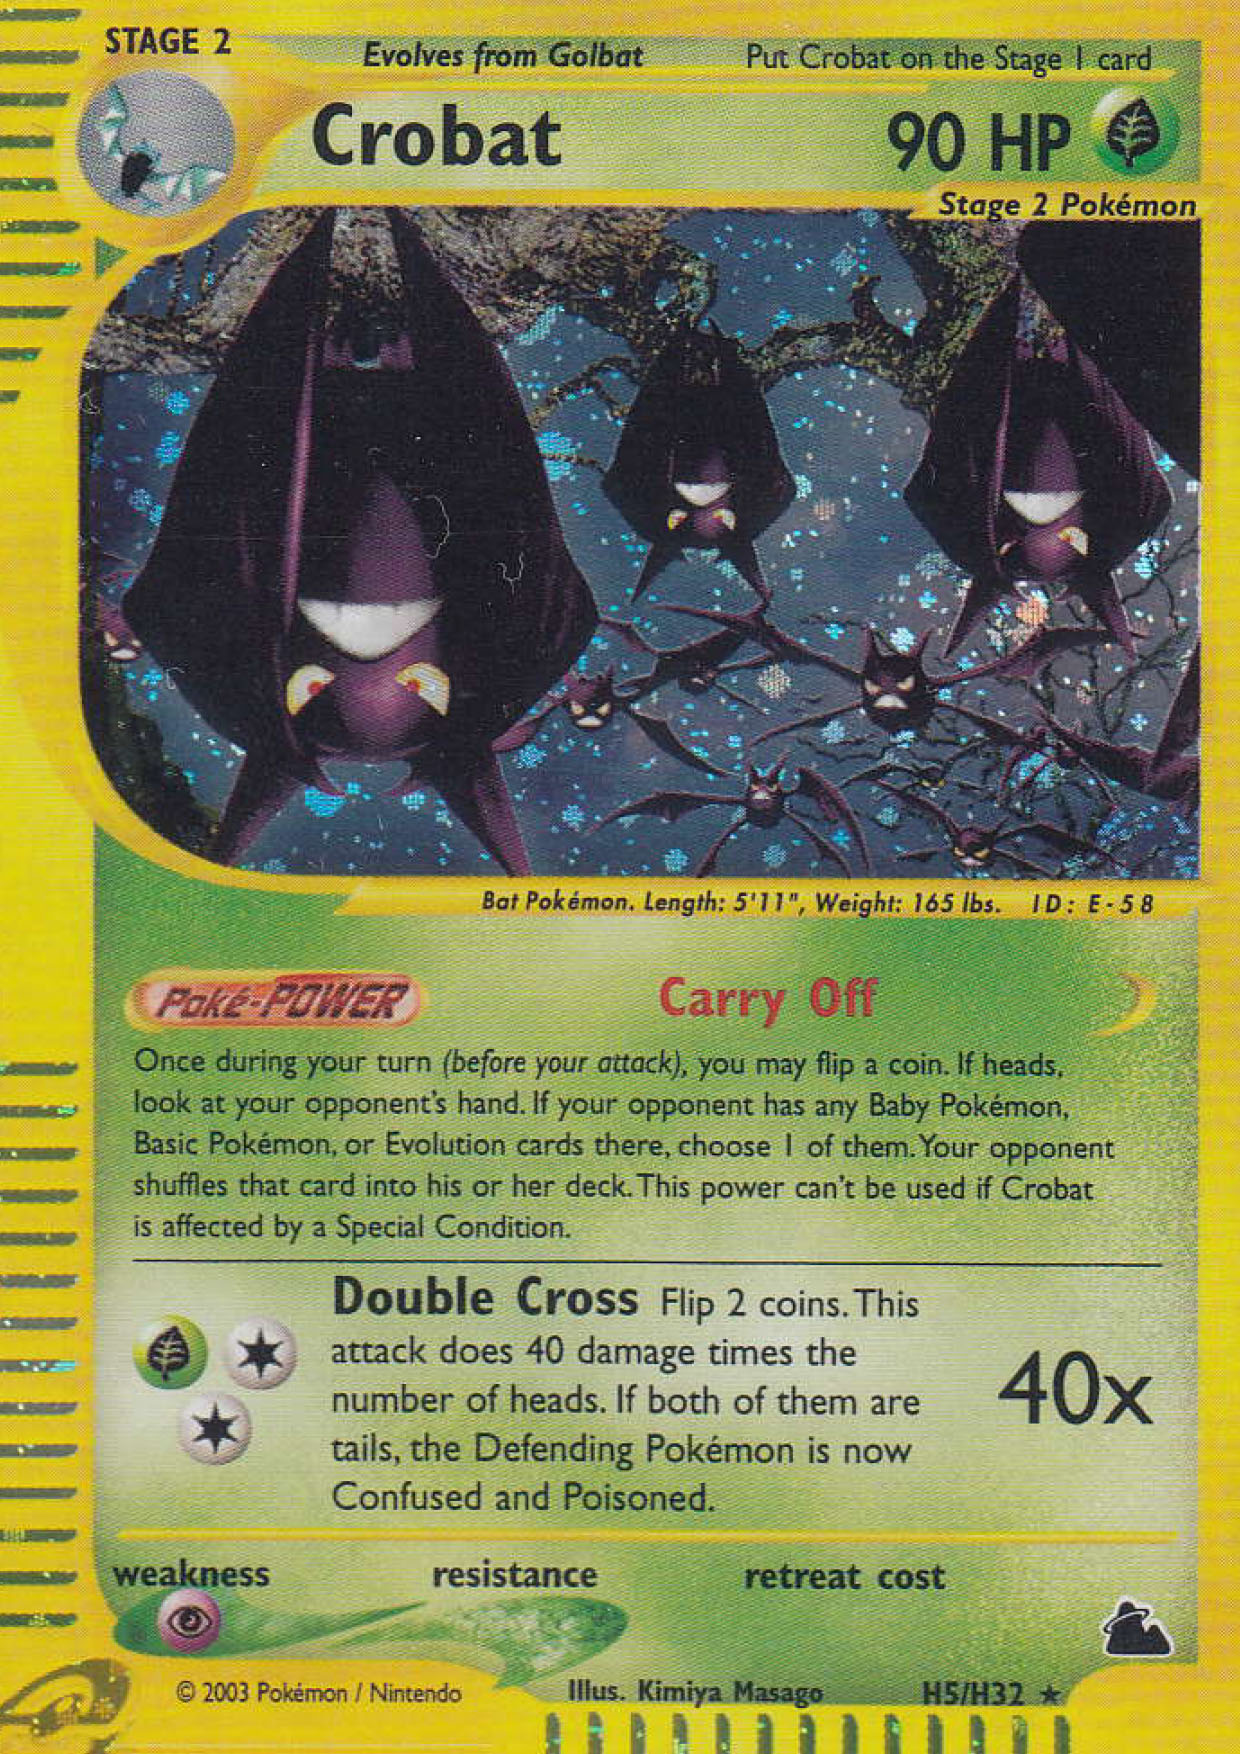 STAGE 2
Evolves from Golbat
Put Crobat on the Stage 1 card
Crobat
90 HP
Stage 2 Pokémon
Bat Pokémon. Length: 5'11", Weight: 165 lbs. ID: E-58
Poké-POWER
Carry Off
Once during your turn (before your attack), you may flip a coin. If heads,
look at your opponent's hand. If your opponent has any Baby Pokémon,
Basic Pokémon, or Evolution cards there, choose 1 of them. Your opponent
shuffles that card into his or her deck. This power can't be used if Crobat
is affected by a Special Condition.
Double Cross Flip 2 coins. This
attack does 40 damage times the
number of heads. If both of them are
tails, the Defending Pokémon is now
Confused and Poisoned.
40x
weakness
resistance
retreat cost
© 2003 Pokémon / Nintendo
Illus. Kimiya Masago
H5/H32 ★